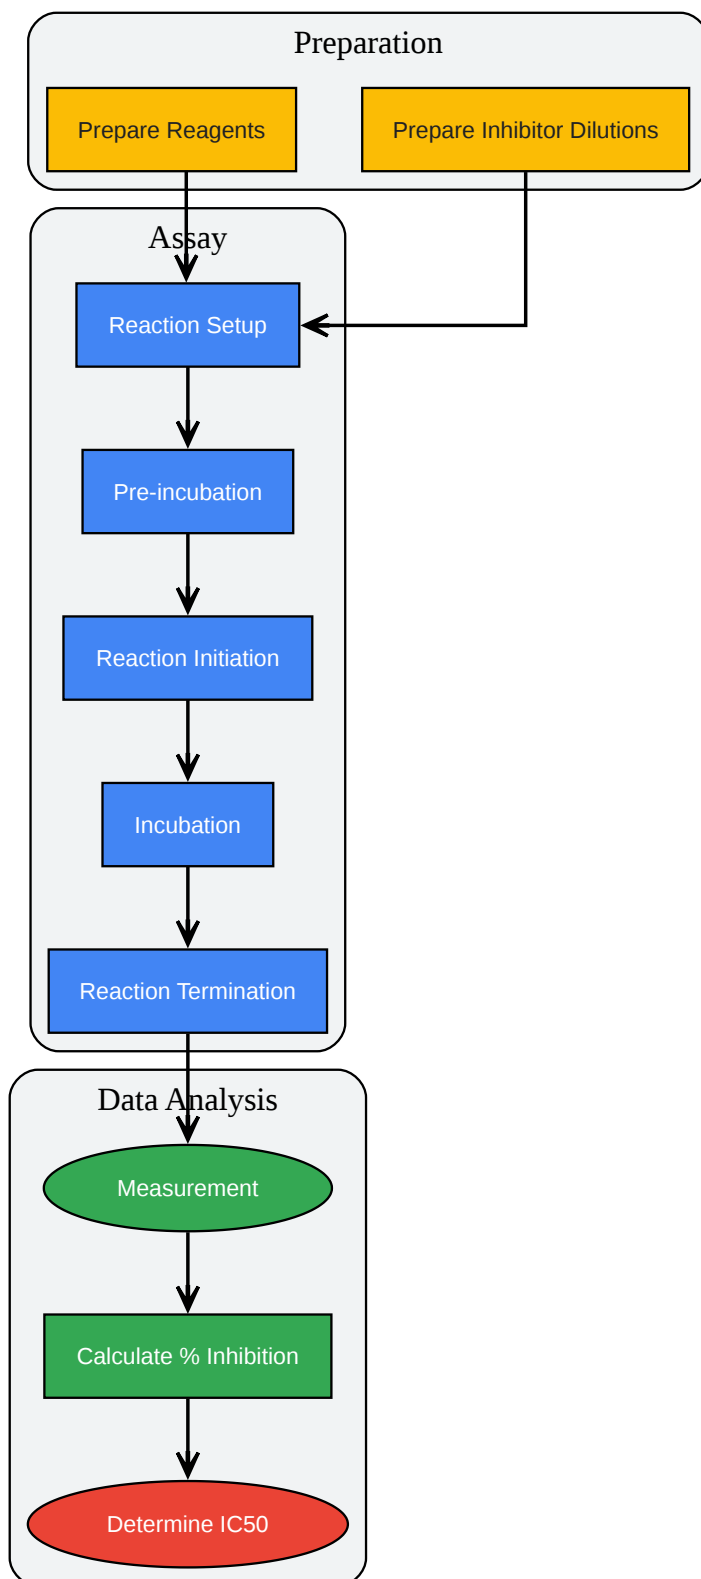 Preparation
Prepare Reagents
Prepare Inhibitor Dilutions
Assay
Reaction Setup
Pre-incubation
Reaction Initiation
Incubation
Reaction Termination
Data Analysis
Measurement
Calculate % Inhibition
Determine IC50